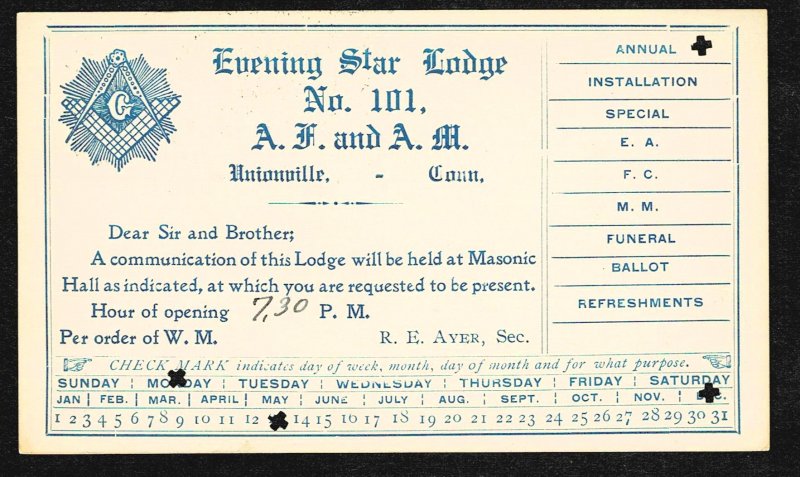 G
Evening Star Lodge
No. 101,
A. F. and A. M.
Unionville, - Conn,
Dear Sir and Brother;
A communication of this Lodge will be held at Masonic
Hall as indicated, at which you are requested to be present.
Hour of opening 7,30 P. M.
Per order of W. M. R. E. AYER, Sec.
ANNUAL
INSTALLATION
SPECIAL
E. A.
F. C.
M. M.
FUNERAL
BALLOT
REFRESHMENTS
CHECK MARK indicates day of week, month, day of month and for what purpose.
SUNDAY ¦ MONDAY ¦ TUESDAY ¦ WEDNESDAY ¦ THURSDAY ¦ FRIDAY ¦ SATURDAY
JAN | FEB. | MAR. | APRIL | MAY | JUNE | JULY | AUG. | SEPT. | OCT. | NOV. | DEC.
1 2 3 4 5 6 7 8 9 10 11 12 14 15 16 17 18 19 20 21 22 23 24 25 26 27 28 29 30 31